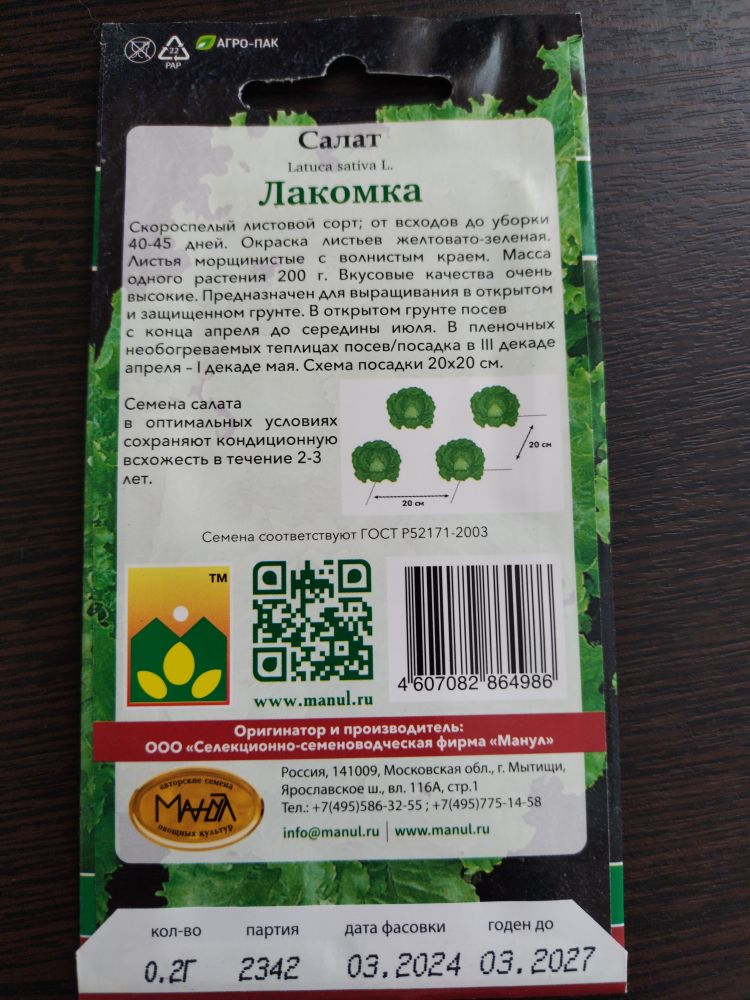 22
PAP
АГРО-ПАК
Салат
Latuca sativa L.
Лакомка
Скороспелый листовой сорт; от всходов до уборки
40-45 дней. Окраска листьев желтовато-зеленая.
Листья морщинистые с волнистым краем. Масса
одного растения 200 г. Вкусовые качества очень
высокие. Предназначен для выращивания в открытом
и защищенном грунте. В открытом грунте посев
с конца апреля до середины июля. В пленочных
необогреваемых теплицах посев/посадка в III декаде
апреля – I декаде мая. Схема посадки 20х20 см.
Семена салата
в оптимальных условиях
сохраняют кондиционную
всхожесть в течение 2-3
лет.
20 см
20 см
Семена соответствуют ГОСТ Р52171-2003
TM
www.manul.ru
4 607082 864986
Оригинатор и производитель:
ООО «Селекционно-семеноводческая фирма «Манул»
авторские семена
МАНУЛ
овощных культур
Россия, 141009, Московская обл., г. Мытищи,
Ярославское ш., вл. 116А, стр.1
Тел.: +7(495)586-32-55 ; +7(495)775-14-58
info@manul.ru | www.manul.ru
кол-во партия дата фасовки годен до
0.2Г 2342 03.2024 03.2027